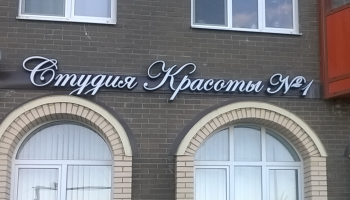 Студия Красоты №1